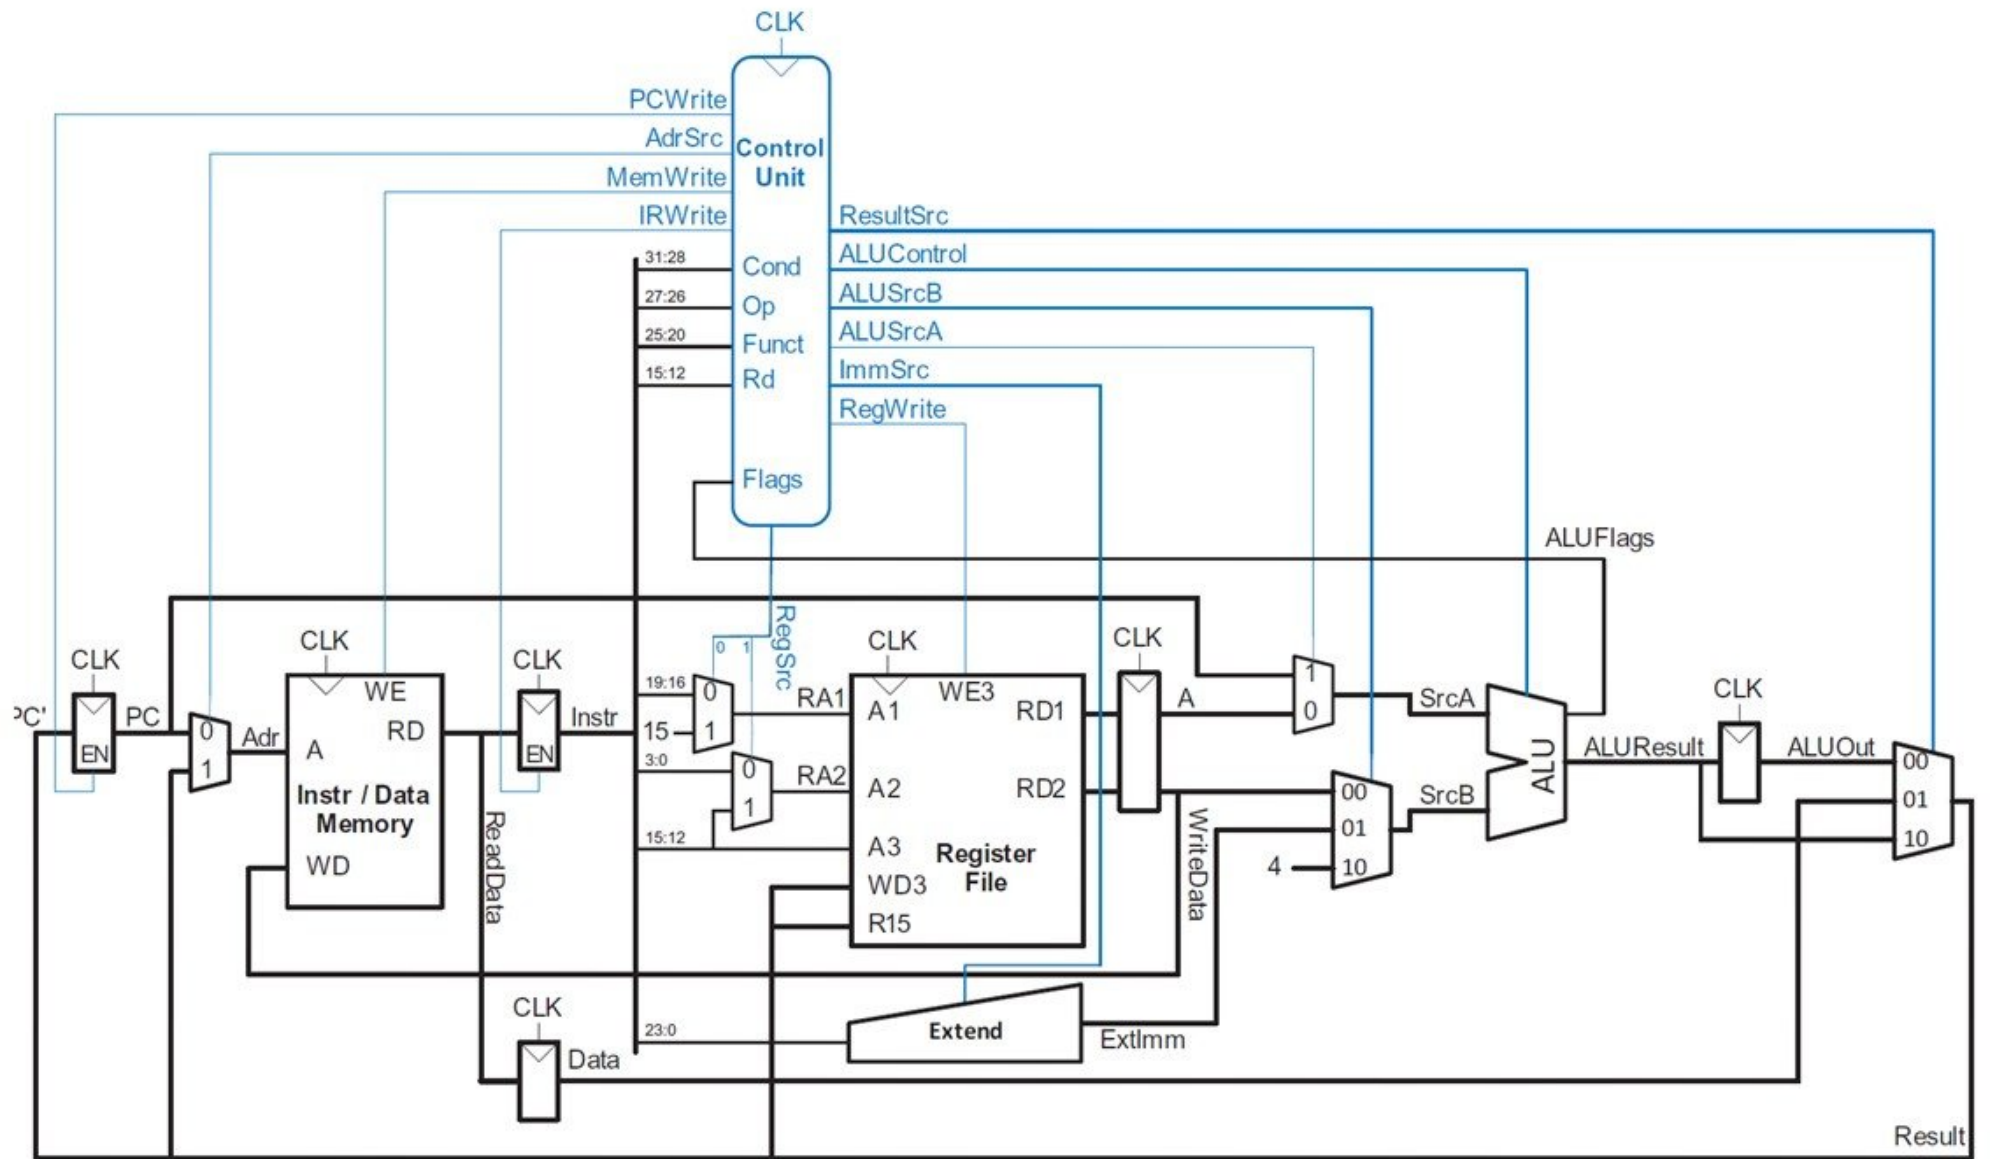 CLK
PCWrite
AdrSrc
Control
Unit
MemWrite
IRWrite
ResultSrc
31:28
Cond
ALUControl
27:26
Op
ALUSrcB
25:20
Funct
ALUSrcA
15:12
Rd
ImmSrc
RegWrite
Flags
ALUFlags
RegSrc
0 1
CLK
PC'
EN
PC
0
1
Adr
CLK
WE
RD
A
Instr / Data
Memory
WD
ReadData
CLK
EN
Instr
19:16
0
15
1
RA1
3:0
0
1
RA2
15:12
CLK
WE3
A1
RD1
A2
RD2
A3
Register
File
WD3
R15
CLK
A
WriteData
1
0
SrcA
00
01
4
10
SrcB
ALU
ALUResult
CLK
ALUOut
00
01
10
CLK
Data
23:0
Extend
ExtImm
Result